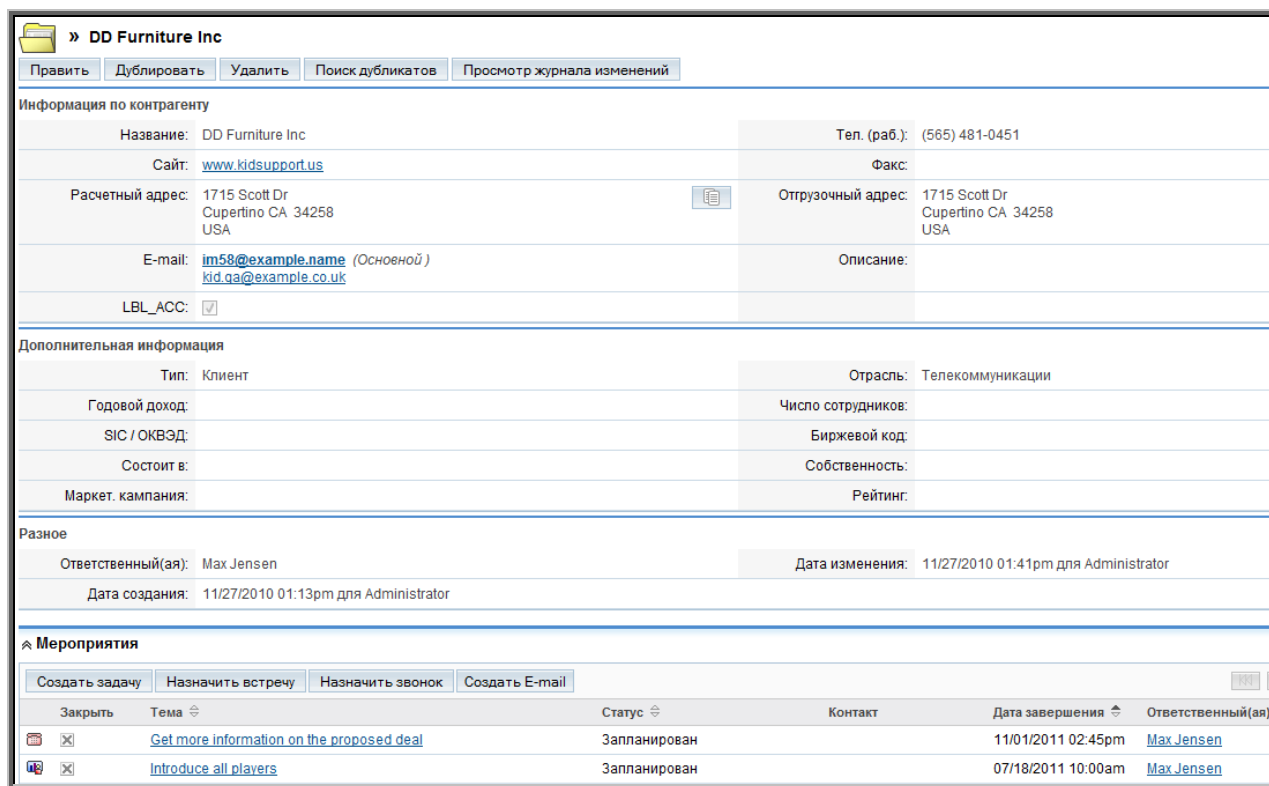 » DD Furniture Inc
Править Дублировать Удалить Поиск дубликатов Просмотр журнала изменений
Информация по контрагенту
Название: DD Furniture Inc Тел. (раб.): (565) 481-0451
Сайт: www.kidsupport.us Факс:
Расчетный адрес: 1715 Scott Dr Отгрузочный адрес: 1715 Scott Dr
Cupertino CA 34258 Cupertino CA 34258
USA USA
E-mail: im58@example.name (Основной ) Описание:
kid.qa@example.co.uk
LBL_ACC:
Дополнительная информация
Тип: Клиент Отрасль: Телекоммуникации
Годовой доход: Число сотрудников:
SIC / ОКВЭД: Биржевой код:
Состоит в: Собственность:
Маркет. кампания: Рейтинг:
Разное
Ответственный(ая): Max Jensen Дата изменения: 11/27/2010 01:41pm для Administrator
Дата создания: 11/27/2010 01:13pm для Administrator
Мероприятия
Создать задачу Назначить встречу Назначить звонок Создать E-mail
Закрыть Тема Статус Контакт Дата завершения Ответственный(ая)
Get more information on the proposed deal Запланирован 11/01/2011 02:45pm Max Jensen
Introduce all players Запланирован 07/18/2011 10:00am Max Jensen